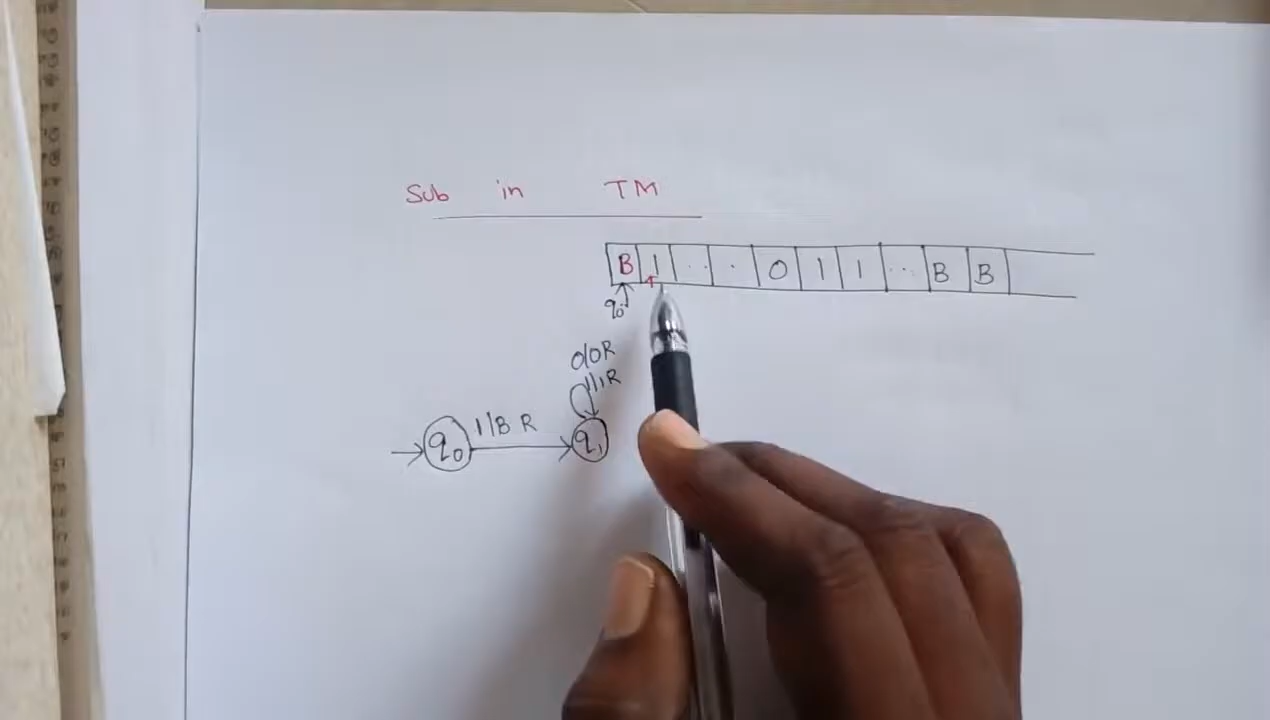 Sub in TM
B 1 . . . 0 1 1 . . . B B
q0
0/0R
1/1R
q0 1/B R q1